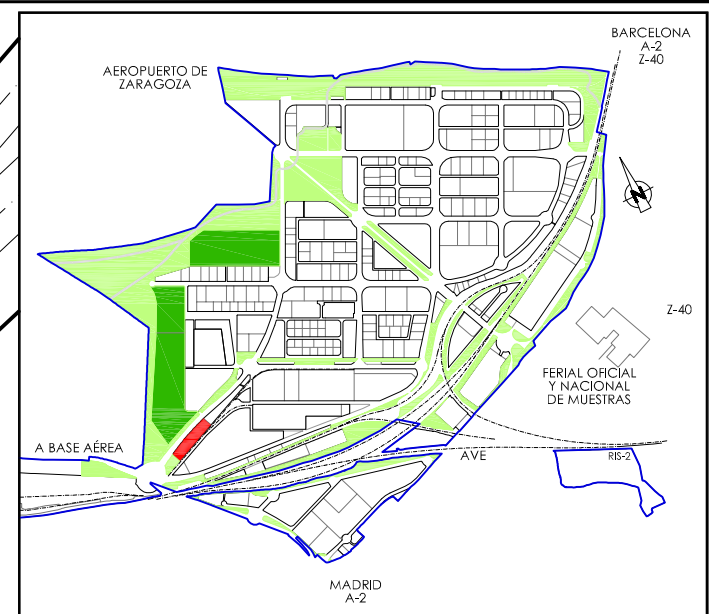 BARCELONA
A-2
Z-40
AEROPUERTO DE
ZARAGOZA
N
Z-40
FERIAL OFICIAL
Y NACIONAL
DE MUESTRAS
A BASE AÉREA
AVE
RIS-2
MADRID
A-2